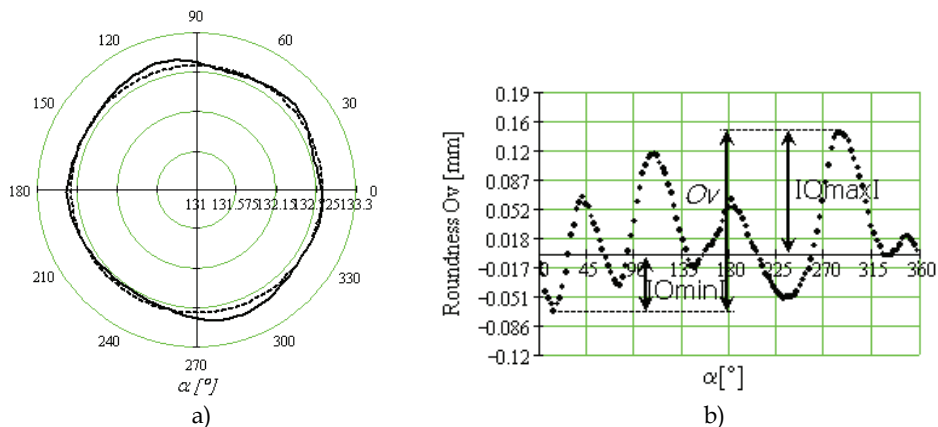 a)
90
120
60
150
30
180
0
131 131.575 132.15 132.725 133.3
210
330
240
300
270
α [°]
a)
b)
Roundness Ov [mm]
0.19
0.16
0.12
0.087
0.052
0.018
-0.017
-0.051
-0.086
-0.12
0 45 90 135 180 225 270 315 360
Ov
IOmaxI
IOminI
α[°]
b)